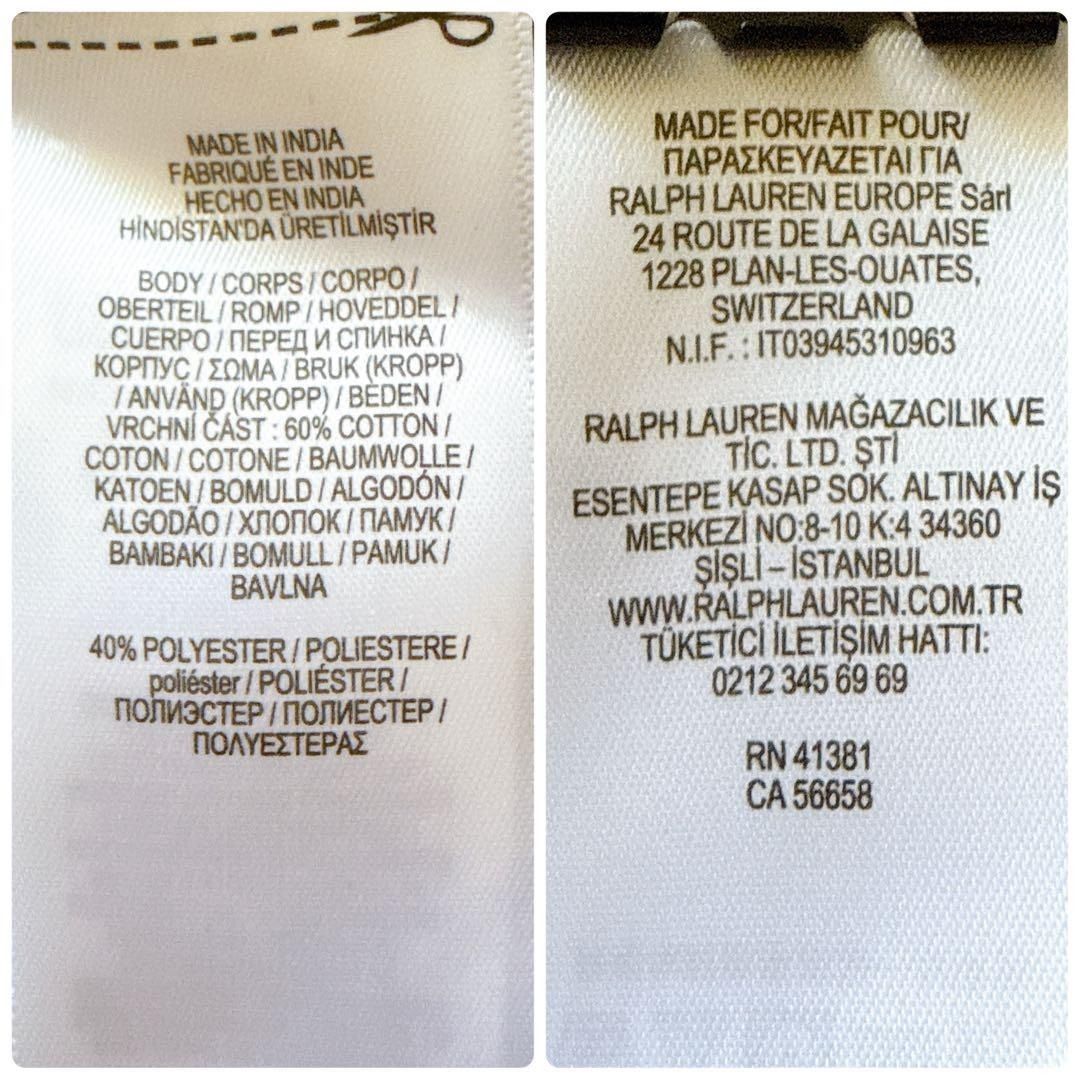 MADE IN INDIA
FABRIQUÉ EN INDE
HECHO EN INDIA
HİNDİSTAN'DA ÜRETİLMİŞTİR
BODY / CORPS / CORPO /
OBERTEIL / ROMP / HOVEDDEL /
CUERPO / ПЕРЕД И СПИНКА /
КОРПУС / ΣΩΜΑ / BRUK (KROPP)
/ ANVÄND (KROPP) / BEDEN /
VRCHNÍ ČÁST : 60% COTTON /
COTON / COTONE / BAUMWOLLE /
KATOEN / BOMULD / ALGODÓN /
ALGODÃO / ХЛОПОК / ПАМУК /
ΒΑΜΒΑΚΙ / BOMULL / PAMUK /
BAVLNA
40% POLYESTER / POLIESTERE /
poliéster / POLIÉSTER /
ПОЛИЭСТЕР / ПОЛИЕСТЕР /
ΠΟΛΥΕΣΤΕΡΑΣ
MADE FOR/FAIT POUR/
ΠΑΡΑΣΚΕΥΑΖΕΤΑΙ ΓΙΑ
RALPH LAUREN EUROPE Sárl
24 ROUTE DE LA GALAISE
1228 PLAN-LES-OUATES,
SWITZERLAND
N.I.F. : IT03945310963
RALPH LAUREN MAĞAZACILIK VE
TİC. LTD. ŞTİ
ESENTEPE KASAP SOK. ALTINAY İŞ
MERKEZİ NO:8-10 K:4 34360
ŞİŞLİ – İSTANBUL
WWW.RALPHLAUREN.COM.TR
TÜKETİCİ İLETİŞİM HATTI:
0212 345 69 69
RN 41381
CA 56658